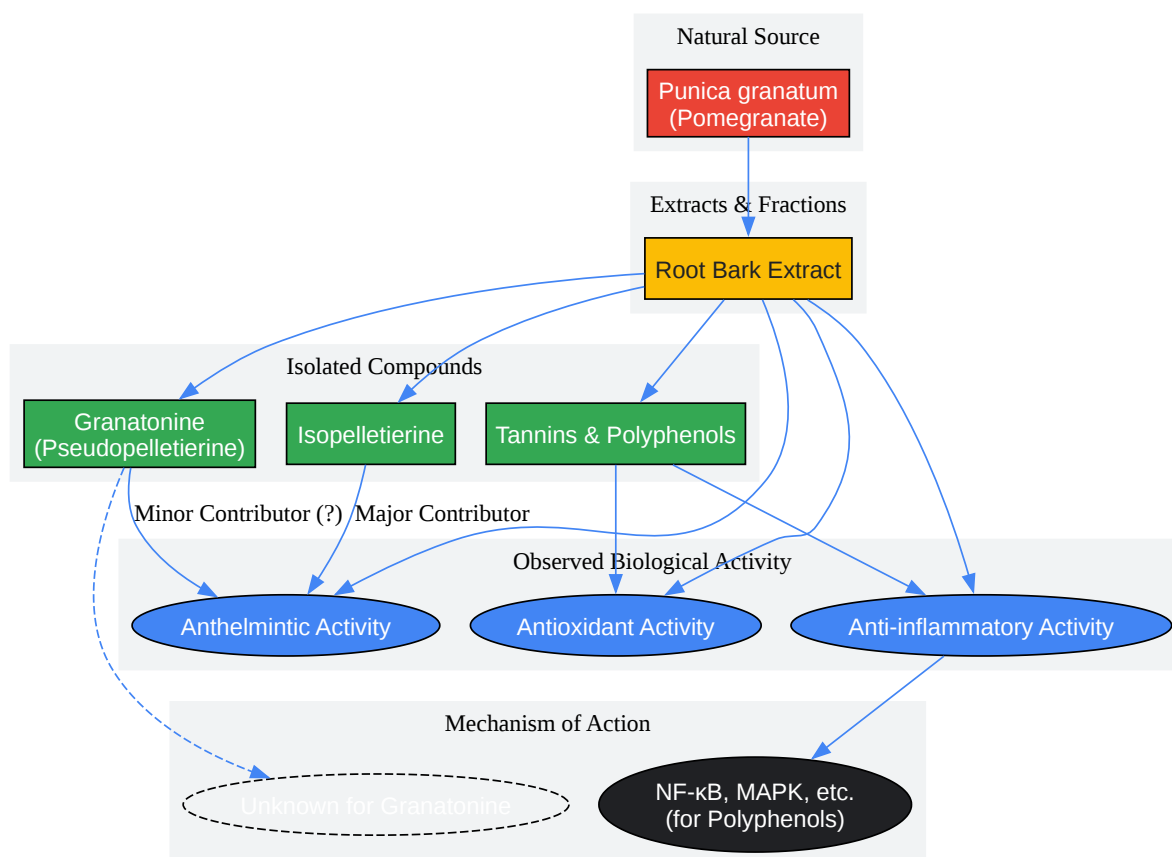 Natural Source
Punica granatum
(Pomegranate)
Extracts & Fractions
Root Bark Extract
Isolated Compounds
Granatonine
(Pseudopelletierine)
Isopelletierine
Tannins & Polyphenols
Minor Contributor (?)
Major Contributor
Observed Biological Activity
Anthelmintic Activity
Antioxidant Activity
Anti-inflammatory Activity
Mechanism of Action
Unknown for Granatonine
NF-κB, MAPK, etc.
(for Polyphenols)